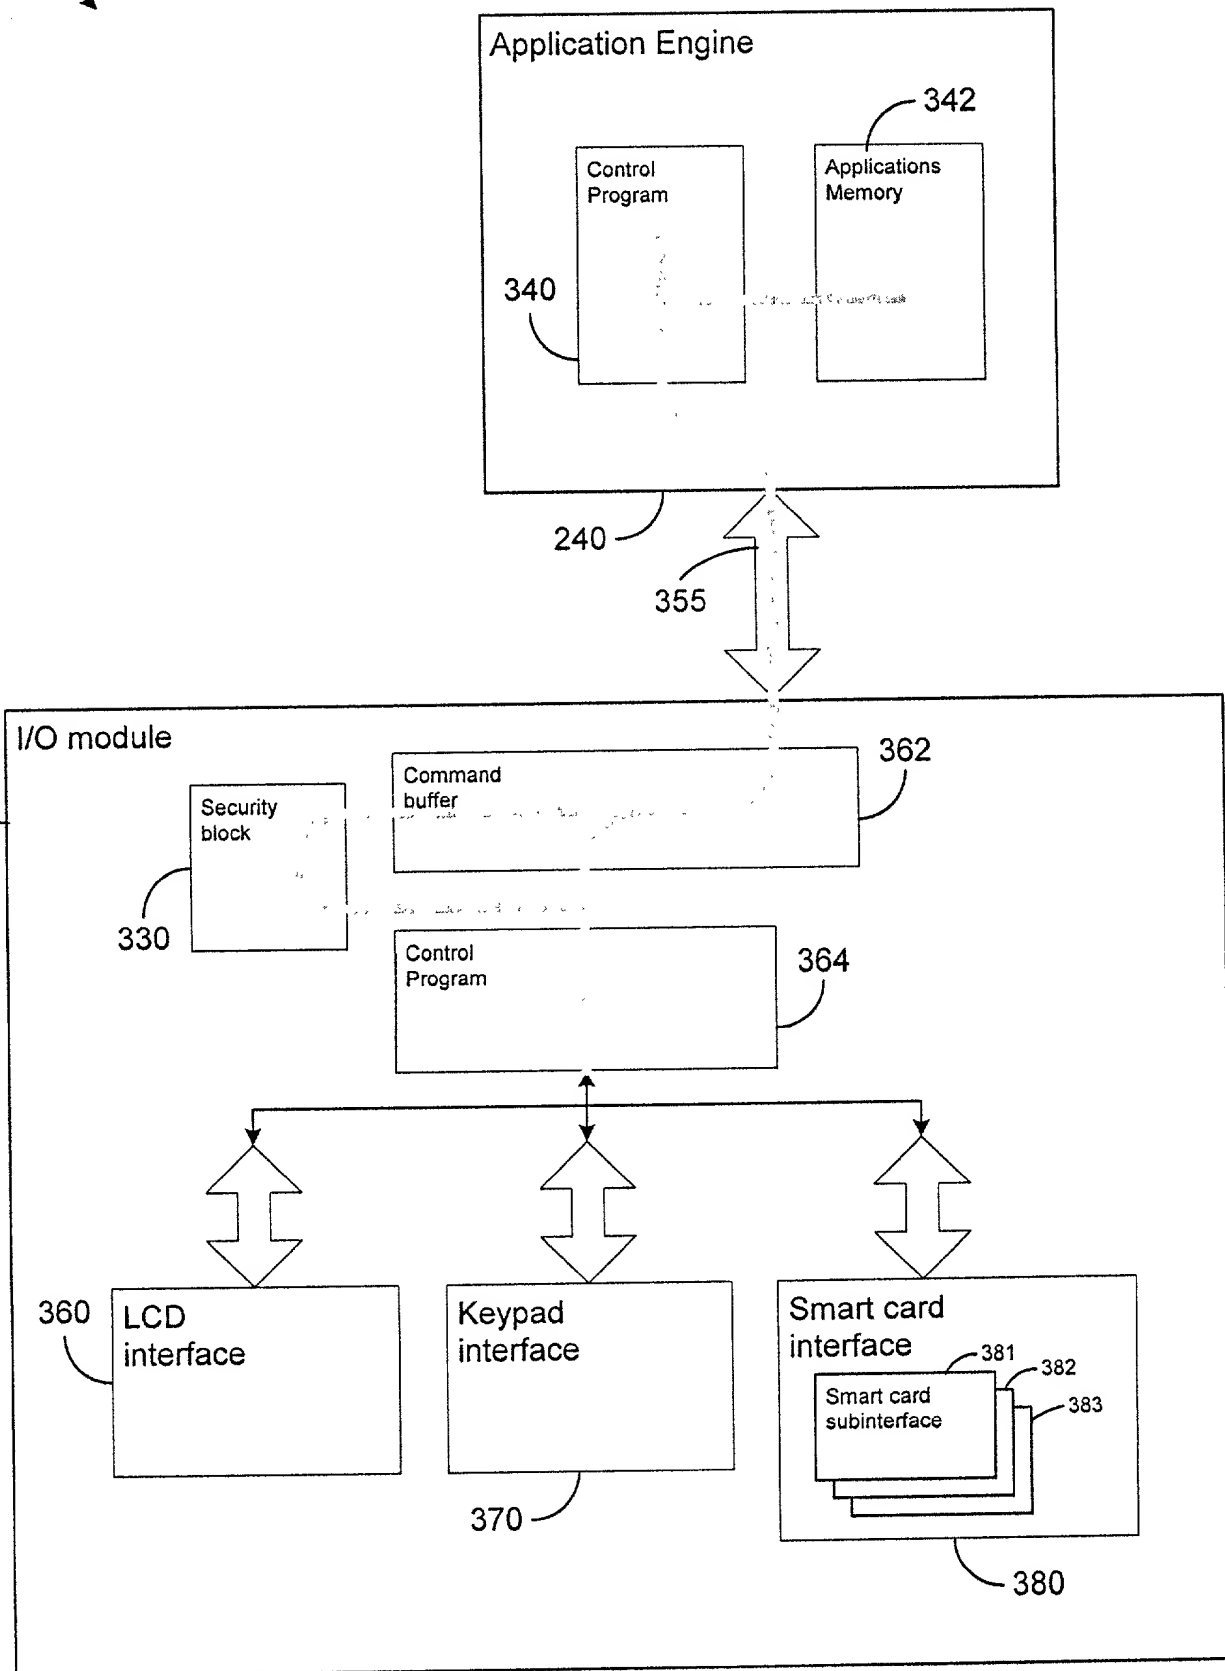 Application Engine
342
Control
Program
Applications
Memory
340
240
355
I/O module
362
Command
buffer
Security
block
330
Control
Program
364
360
LCD
interface
Keypad
interface
Smart card
interface
381
382
383
Smart card
subinterface
370
380